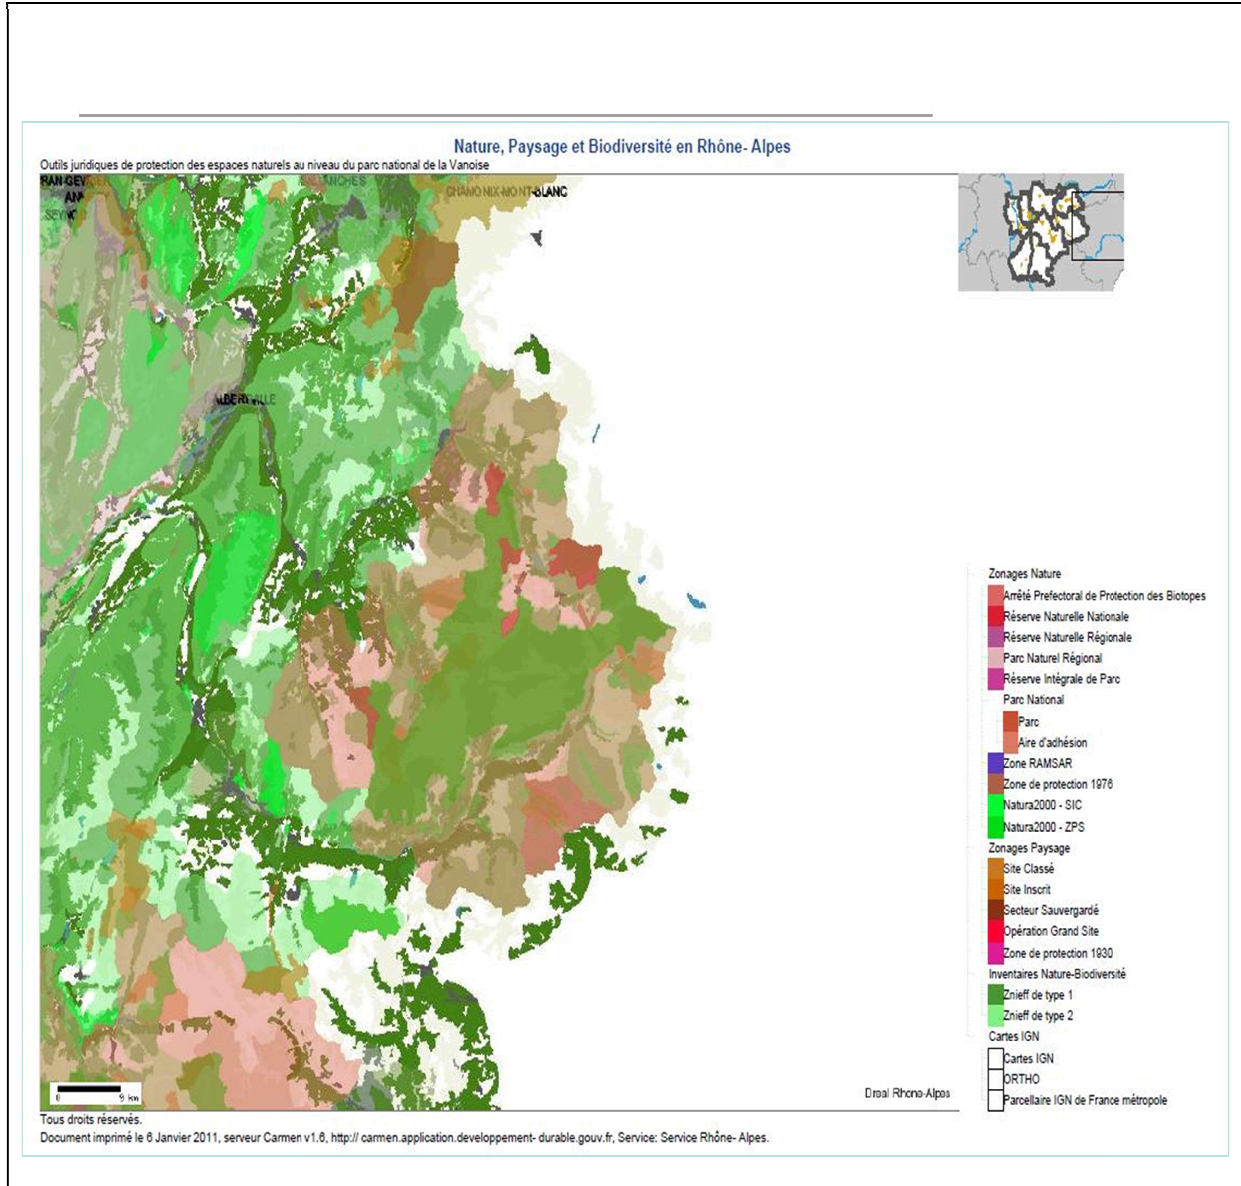 Nature, Paysage et Biodiversité en Rhône- Alpes
Outils juridiques de protection des espaces naturels au niveau du parc national de la Vanoise
CHAMONIX-MONT-BLANC
ALBERTVILLE
Zonages Nature
Arrêté Prefectoral de Protection des Biotopes
Réserve Naturelle Nationale
Réserve Naturelle Régionale
Parc Naturel Régional
Réserve Intégrale de Parc
Parc National
Parc
Aire d'adhésion
Zone RAMSAR
Zone de protection 1976
Natura2000 - SIC
Natura2000 - ZPS
Zonages Paysage
Site Classé
Site Inscrit
Secteur Sauvergardé
Opération Grand Site
Zone de protection 1930
Inventaires Nature-Biodiversité
Znieff de type 1
Znieff de type 2
Cartes IGN
Cartes IGN
ORTHO
Parcellaire IGN de France métropole
0 9 km
Dreal Rhone-Alpes
Tous droits réservés.
Document imprimé le 6 Janvier 2011, serveur Carmen v1.6, http:// carmen.application.developpement- durable.gouv.fr, Service: Service Rhône- Alpes.